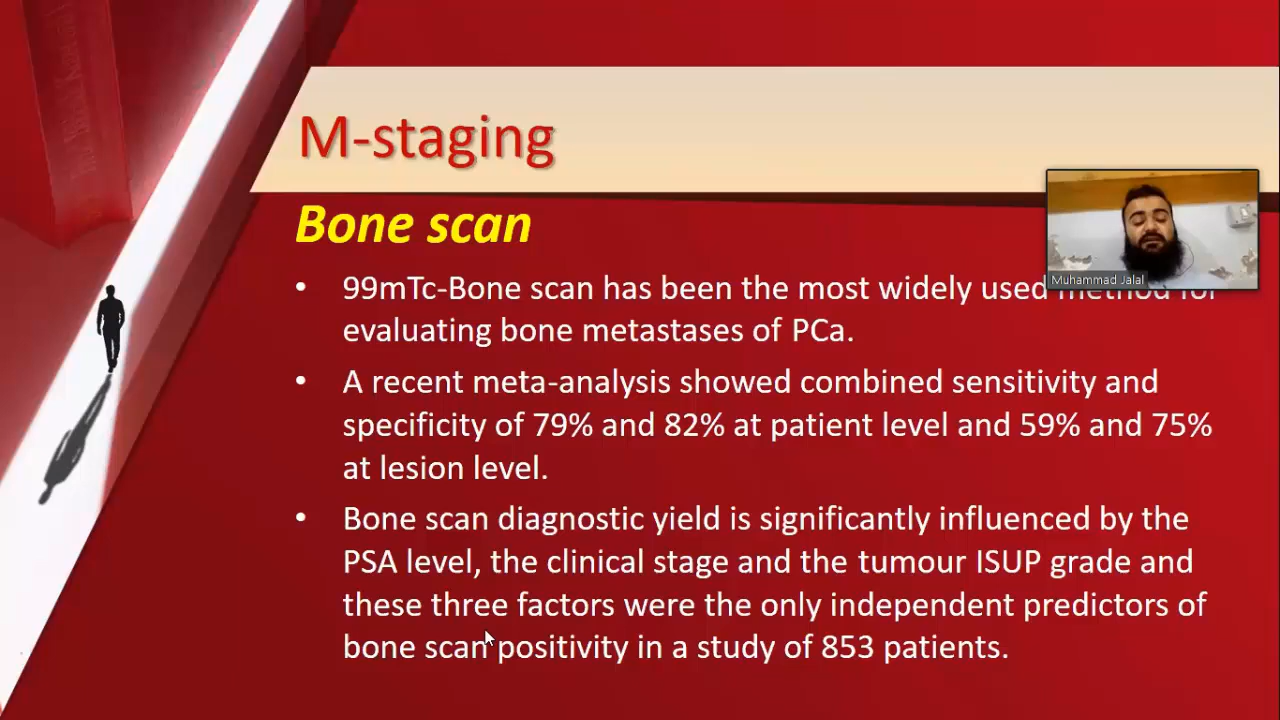 M-staging
Bone scan
Muhammad Jalal
• 99mTc-Bone scan has been the most widely used method for
evaluating bone metastases of PCa.
• A recent meta-analysis showed combined sensitivity and
specificity of 79% and 82% at patient level and 59% and 75%
at lesion level.
• Bone scan diagnostic yield is significantly influenced by the
PSA level, the clinical stage and the tumour ISUP grade and
these three factors were the only independent predictors of
bone scan positivity in a study of 853 patients.